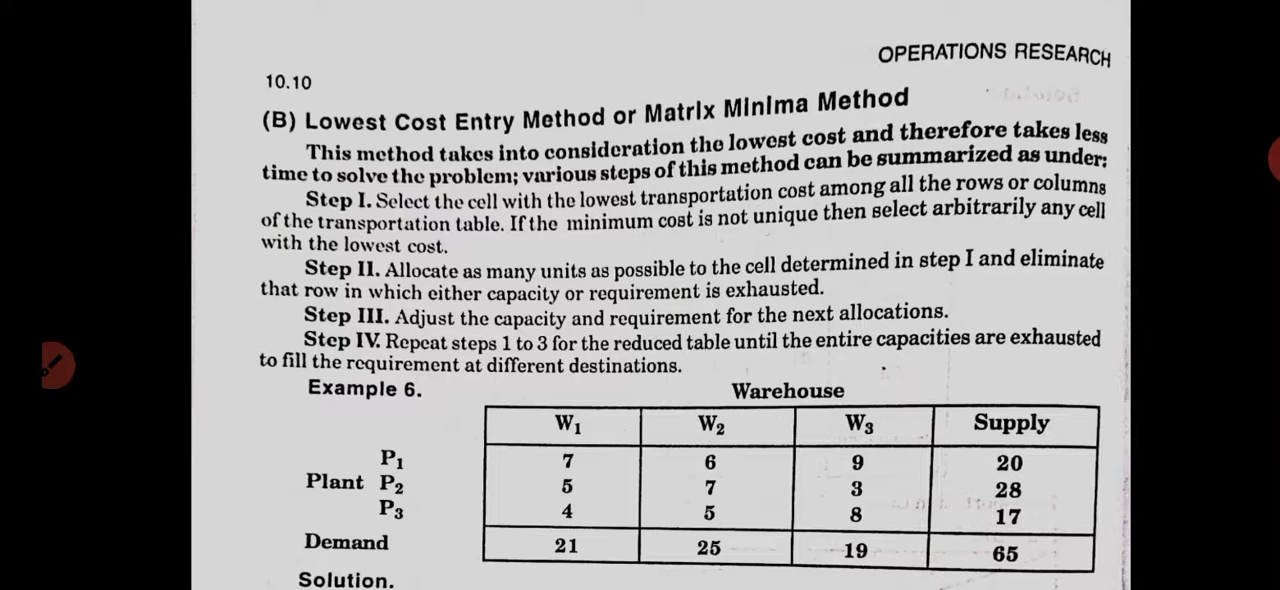 OPERATIONS RESEARCH
10.10
(B) Lowest Cost Entry Method or Matrix Minima Method
This method takes into consideration the lowest cost and therefore takes less
time to solve the problem; various steps of this method can be summarized as under:
Step I. Select the cell with the lowest transportation cost among all the rows or columns
of the transportation table. If the minimum cost is not unique then select arbitrarily any cell
with the lowest cost.
Step II. Allocate as many units as possible to the cell determined in step I and eliminate
that row in which either capacity or requirement is exhausted.
Step III. Adjust the capacity and requirement for the next allocations.
Step IV. Repeat steps 1 to 3 for the reduced table until the entire capacities are exhausted
to fill the requirement at different destinations.
Example 6. Warehouse
W1 W2 W3 Supply
P1 7 6 9 20
Plant P2 5 7 3 28
P3 4 5 8 17
Demand 21 25 19 65
Solution.